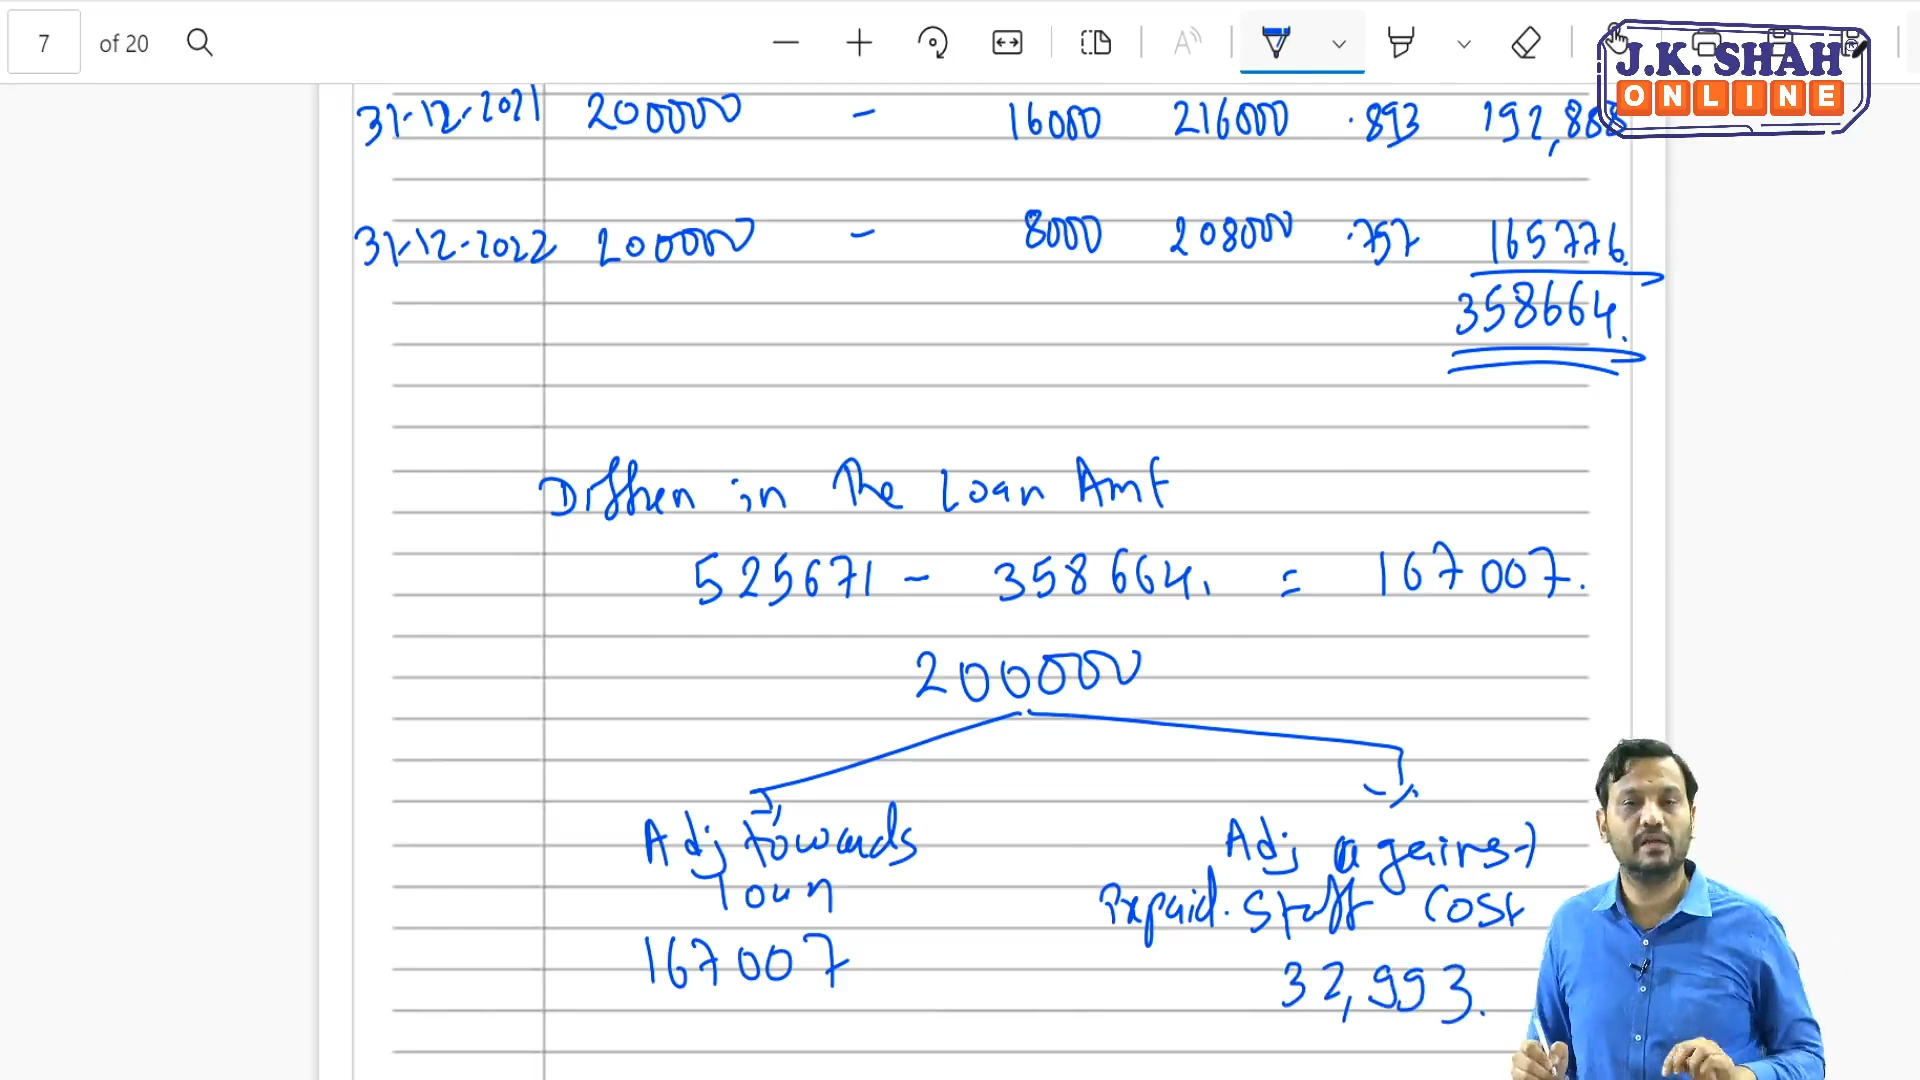 7 of 20
J.K. SHAH
ONLINE
31-12-2021 200000 - 16000 216000 .893 192,888
31-12-2022 200000 - 8000 208000 .757 165776.
358664.
Differn in the Loan Amt
525671 - 358664. = 167007.
200000
Adj towards Adj against
loan Prepaid. Staff Cost
167007 32,993.